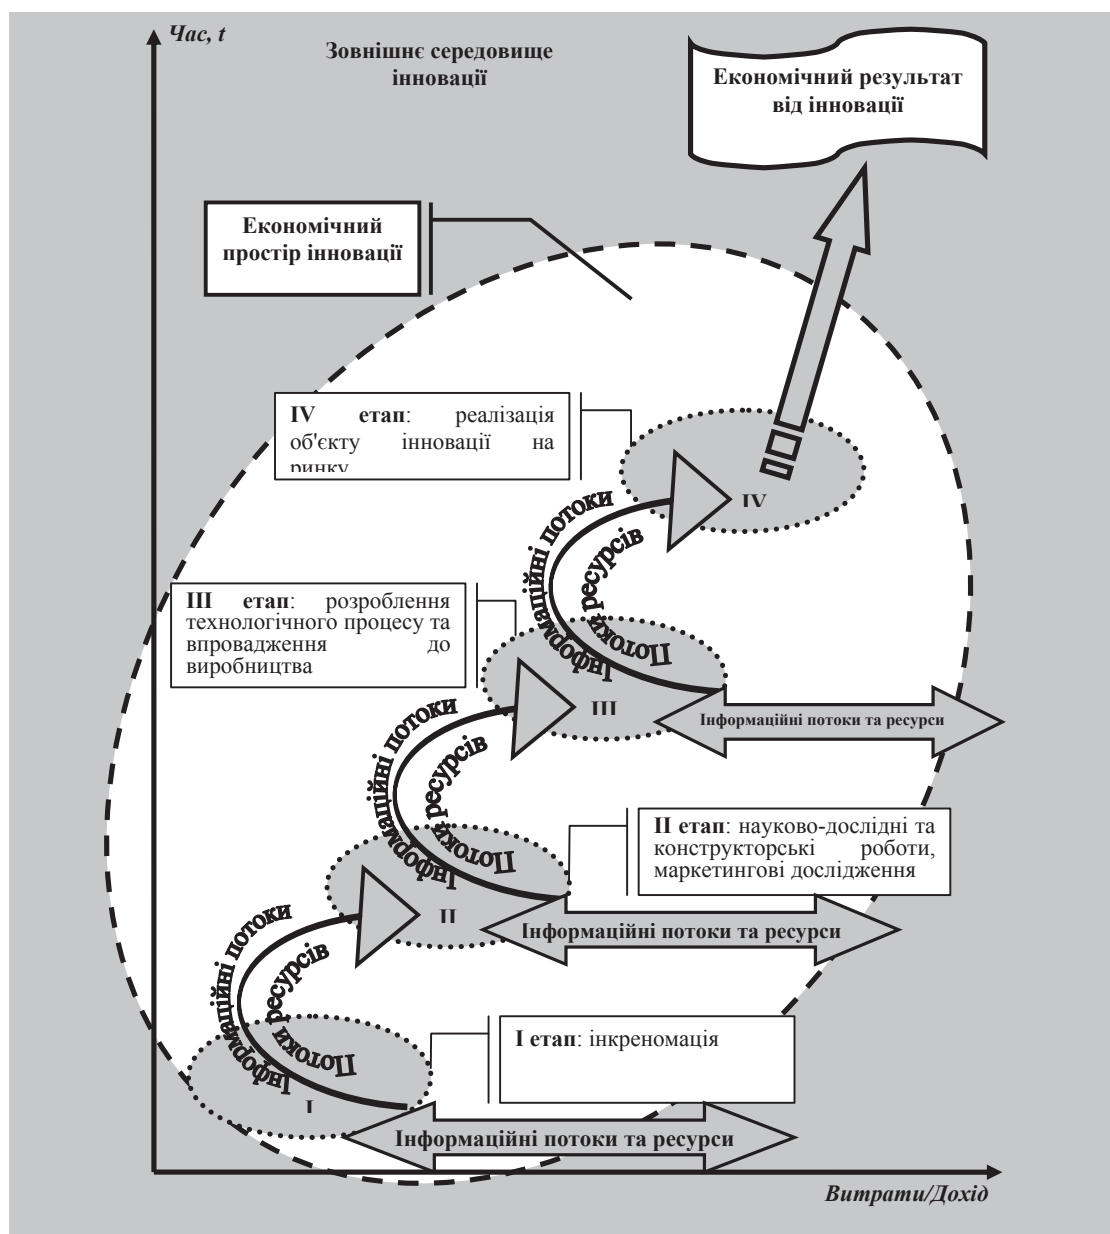 Час, t
Зовнішнє середовище
інновації
Економічний результат
від інновації
Економічний
простір інновації
IV етап: реалізація
об'єкту інновації на
ринку
IV
Інформаційні потоки
Потоки ресурсів
III етап: розроблення
технологічного процесу та
впровадження до
виробництва
III
Інформаційні потоки та ресурси
Інформаційні потоки
Потоки ресурсів
II етап: науково-дослідні та
конструкторські роботи,
маркетингові дослідження
II
Інформаційні потоки та ресурси
Інформаційні потоки
Потоки ресурсів
I етап: інкреномація
I
Інформаційні потоки та ресурси
Витрати/Дохід